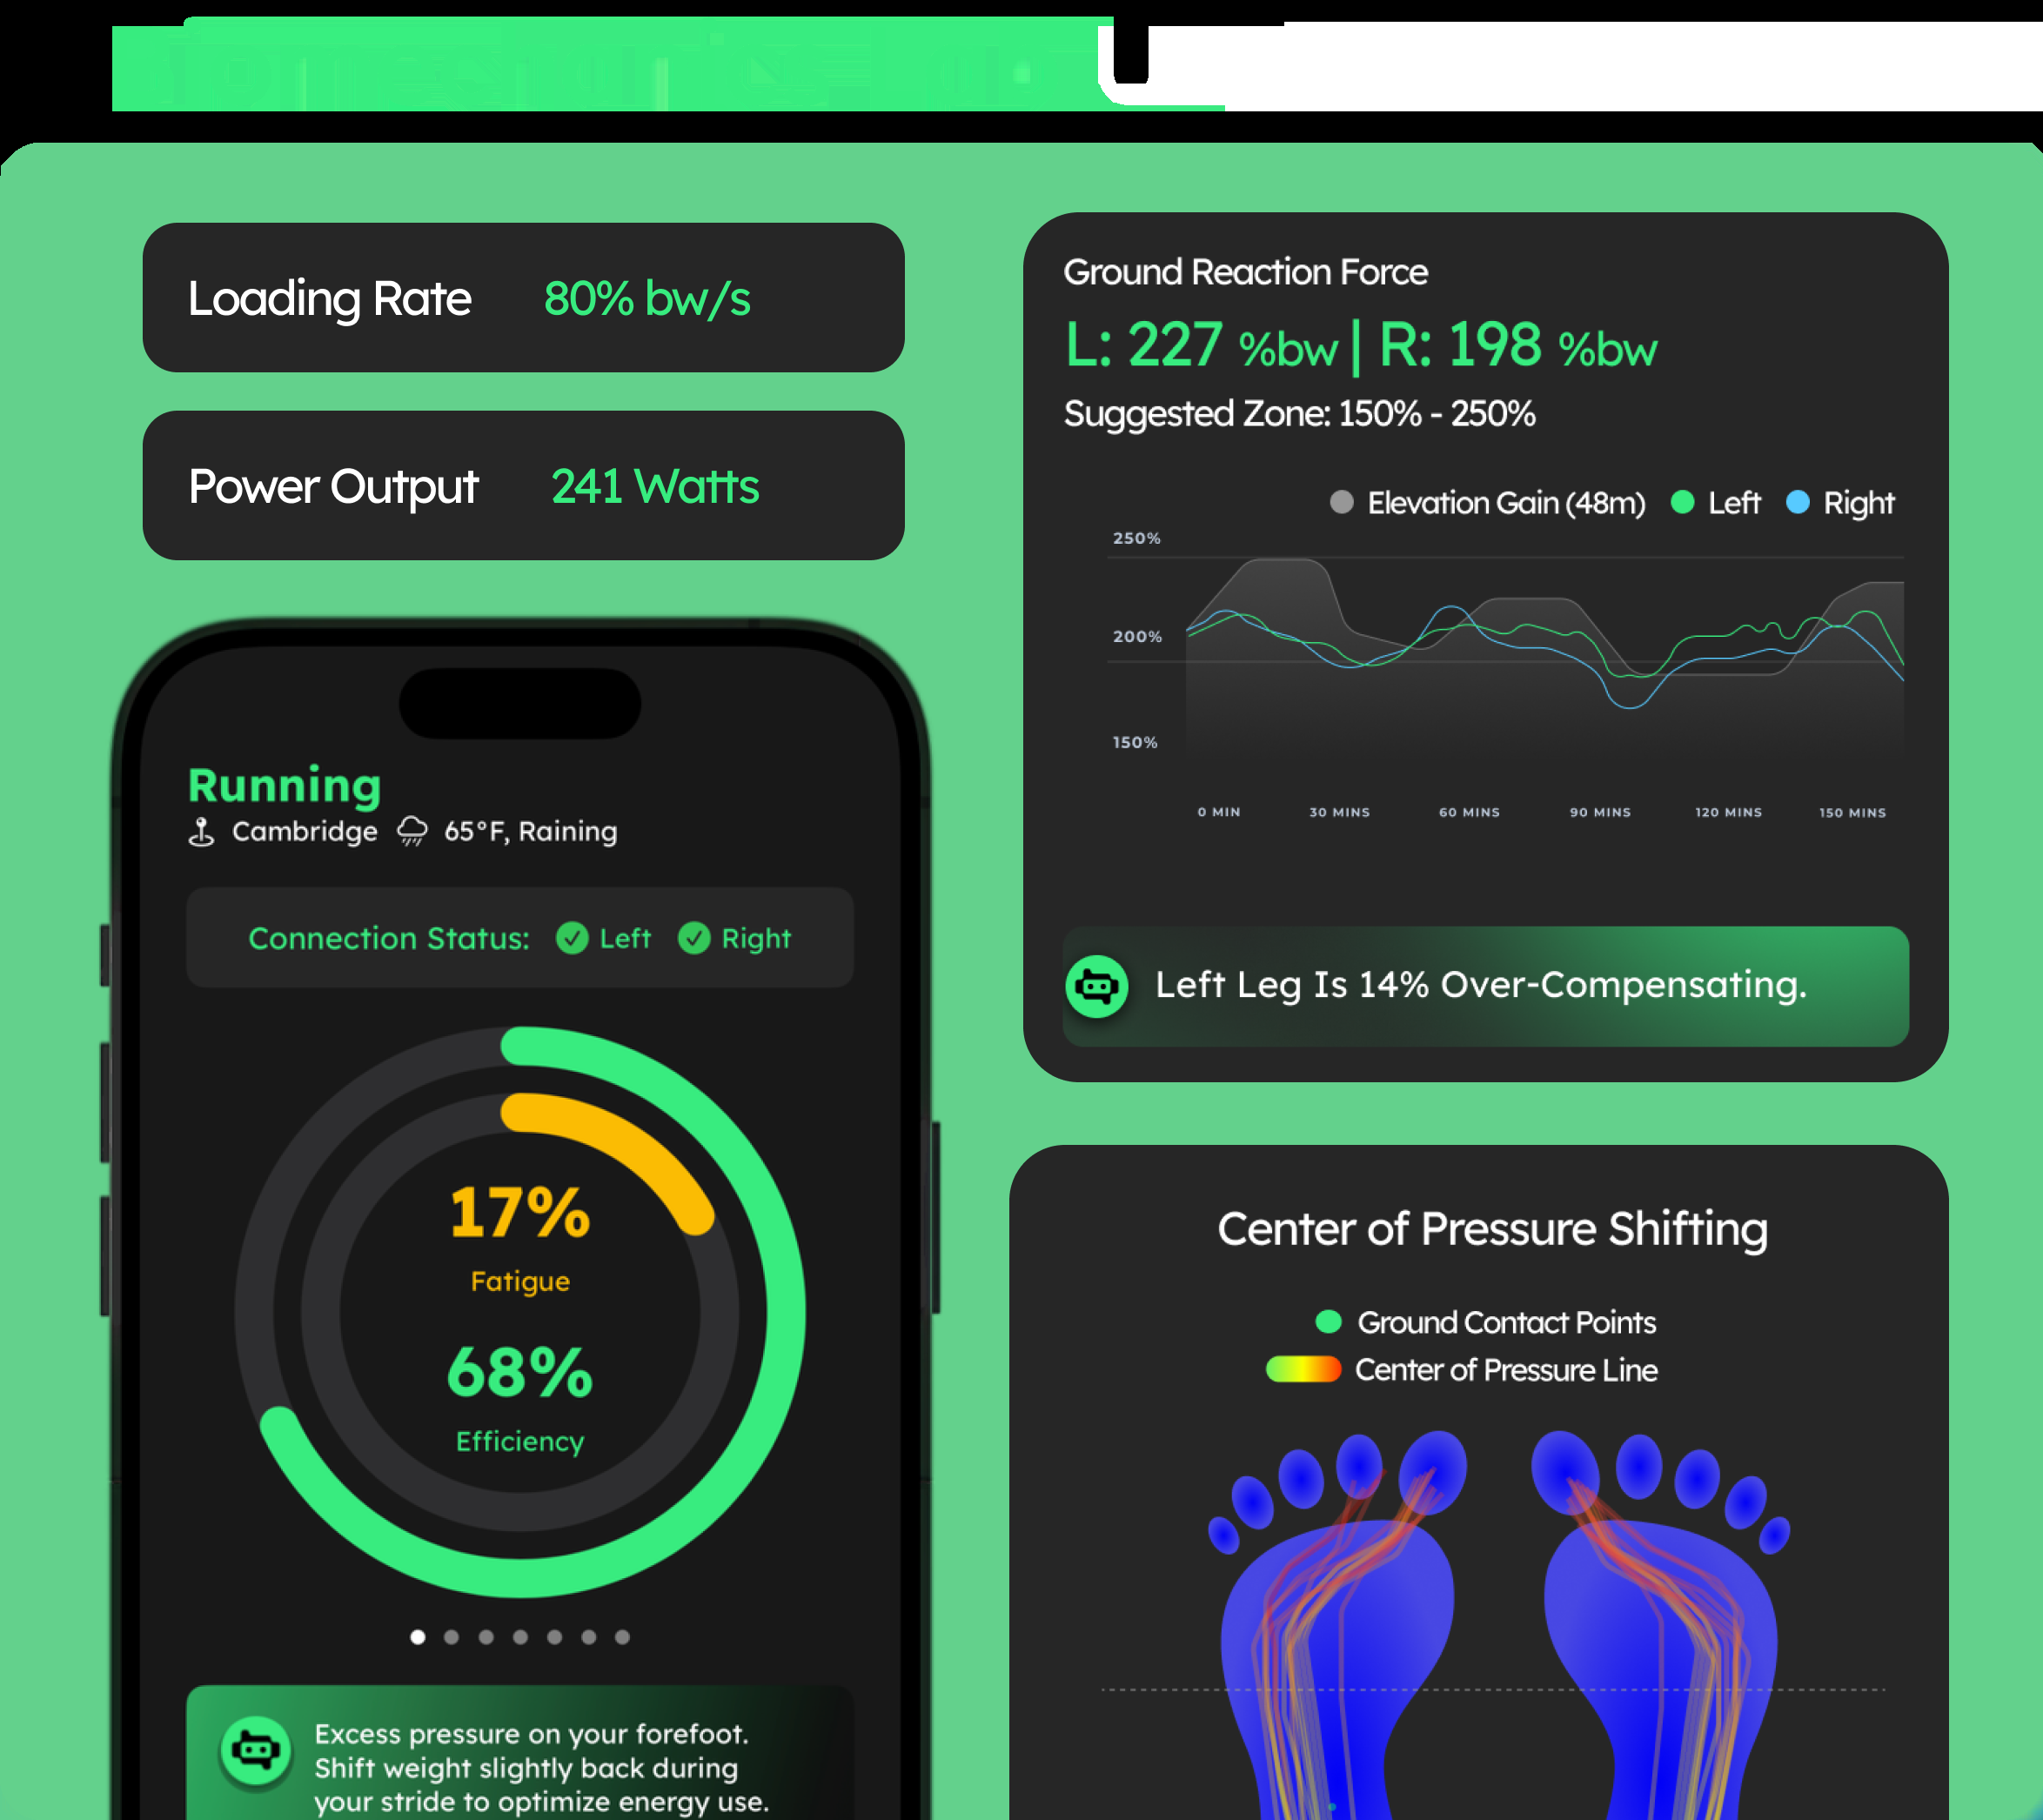 Loading Rate 80% bw/s
Power Output 241 Watts
Running
Cambridge 65°F, Raining
Connection Status: Left Right
17%
Fatigue
68%
Efficiency
Excess pressure on your forefoot.
Shift weight slightly back during
your stride to optimize energy use.
Ground Reaction Force
L: 227 %bw | R: 198 %bw
Suggested Zone: 150% - 250%
Elevation Gain (48m) Left Right
250%
200%
150%
0 MIN 30 MINS 60 MINS 90 MINS 120 MINS 150 MINS
Left Leg Is 14% Over-Compensating.
Center of Pressure Shifting
Ground Contact Points
Center of Pressure Line